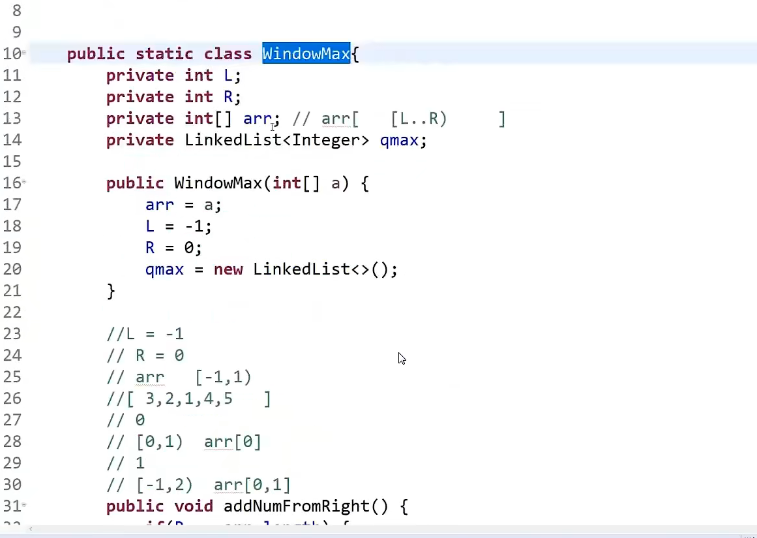 8
9
10 public static class WindowMax{
11 private int L;
12 private int R;
13 private int[] arr; // arr[ [L..R) ]
14 private LinkedList<Integer> qmax;
15
16 public WindowMax(int[] a) {
17 arr = a;
18 L = -1;
19 R = 0;
20 qmax = new LinkedList<>();
21 }
22
23 //L = -1
24 // R = 0
25 // arr [-1,1)
26 //[ 3,2,1,4,5 ]
27 // 0
28 // [0,1) arr[0]
29 // 1
30 // [-1,2) arr[0,1]
31 public void addNumFromRight() {